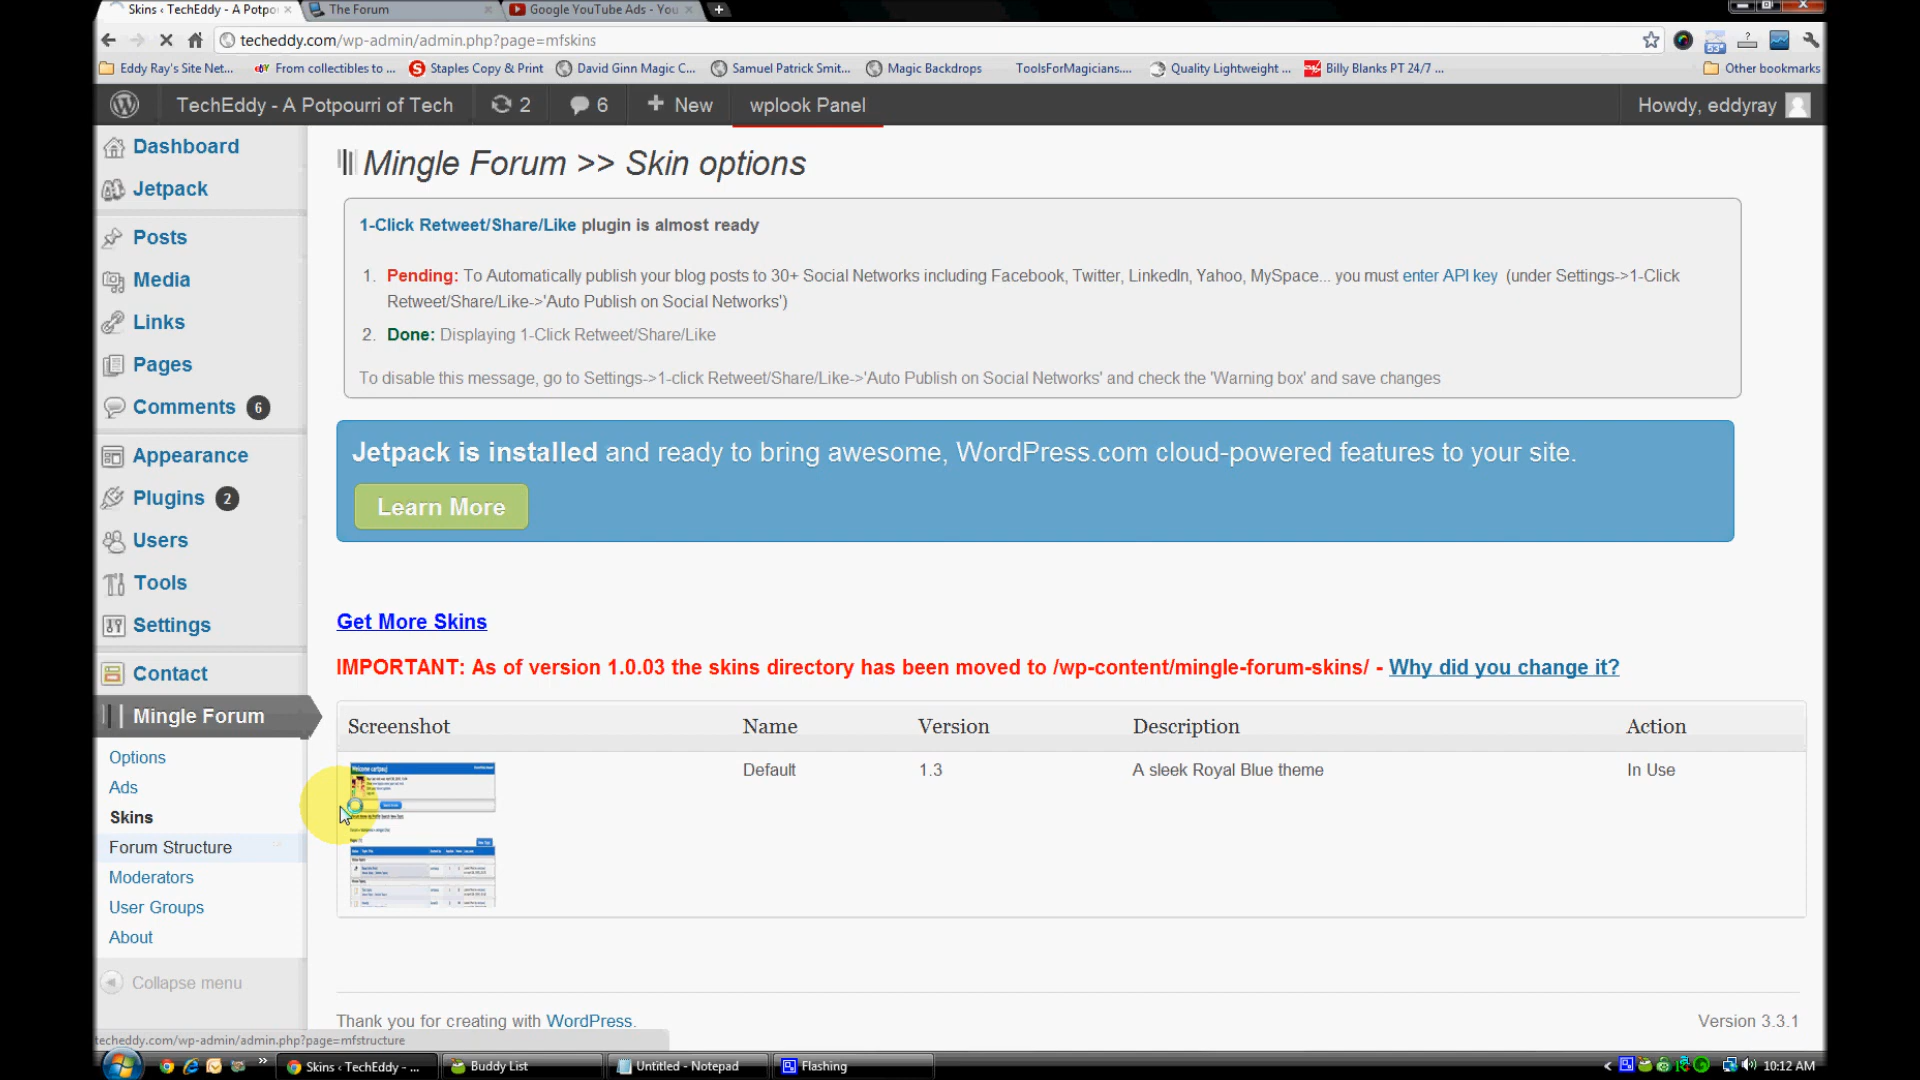 Skins ‹ TechEddy - A Potpo
The Forum
Google YouTube Ads - You
techeddy.com/wp-admin/admin.php?page=mfskins
Eddy Ray's Site Net...
From collectibles to ...
Staples Copy & Print
David Ginn Magic C...
Samuel Patrick Smit...
Magic Backdrops
ToolsForMagicians....
Quality Lightweight ...
Billy Blanks PT 24/7 ...
Other bookmarks
53°
TechEddy - A Potpourri of Tech
2
6
New
wplook Panel
Howdy, eddyray
Dashboard
Jetpack
Posts
Media
Links
Pages
Comments 6
Appearance
Plugins 2
Users
Tools
Settings
Contact
Mingle Forum
Options
Ads
Skins
Forum Structure
Moderators
User Groups
About
Collapse menu
Mingle Forum >> Skin options
1-Click Retweet/Share/Like plugin is almost ready
1. Pending: To Automatically publish your blog posts to 30+ Social Networks including Facebook, Twitter, LinkedIn, Yahoo, MySpace... you must enter API key (under Settings->1-Click
Retweet/Share/Like->'Auto Publish on Social Networks')
2. Done: Displaying 1-Click Retweet/Share/Like
To disable this message, go to Settings->1-click Retweet/Share/Like->'Auto Publish on Social Networks' and check the 'Warning box' and save changes
Jetpack is installed and ready to bring awesome, WordPress.com cloud-powered features to your site.
Learn More
Get More Skins
IMPORTANT: As of version 1.0.03 the skins directory has been moved to /wp-content/mingle-forum-skins/ - Why did you change it?
Screenshot Name Version Description Action
Default 1.3 A sleek Royal Blue theme In Use
Thank you for creating with WordPress.
Version 3.3.1
techeddy.com/wp-admin/admin.php?page=mfstructure
Skins ‹ TechEddy - ...
Buddy List
Untitled - Notepad
Flashing
10:12 AM